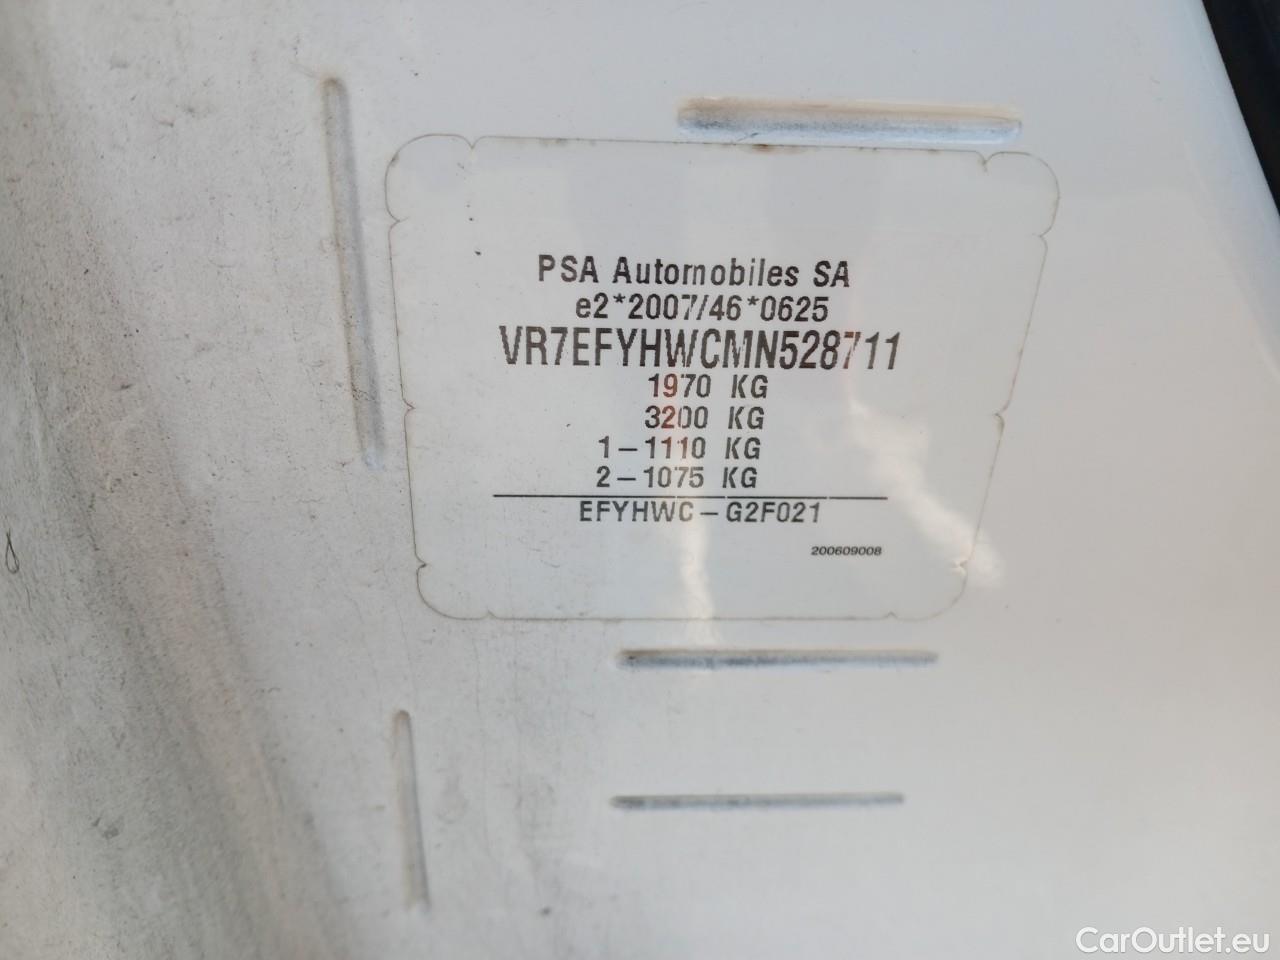 PSA Automobiles SA
e2*2007/46*0625
VR7EFYHWCMN528711
1970 KG
3200 KG
1-1110 KG
2-1075 KG
EFYHWC-G2F021
200609008
CarOutlet.eu